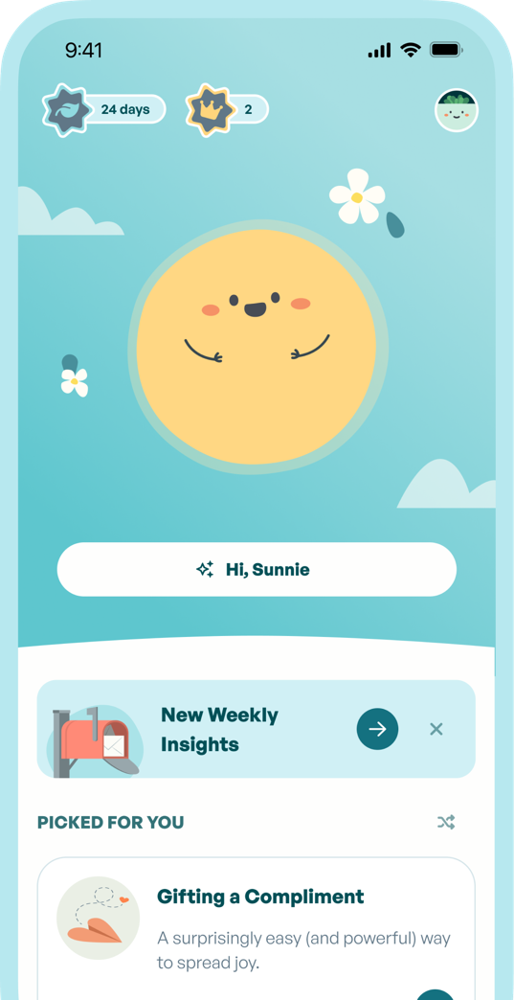 9:41
24 days
2
Hi, Sunnie
New Weekly
Insights
PICKED FOR YOU
Gifting a Compliment
A surprisingly easy (and powerful) way
to spread joy.